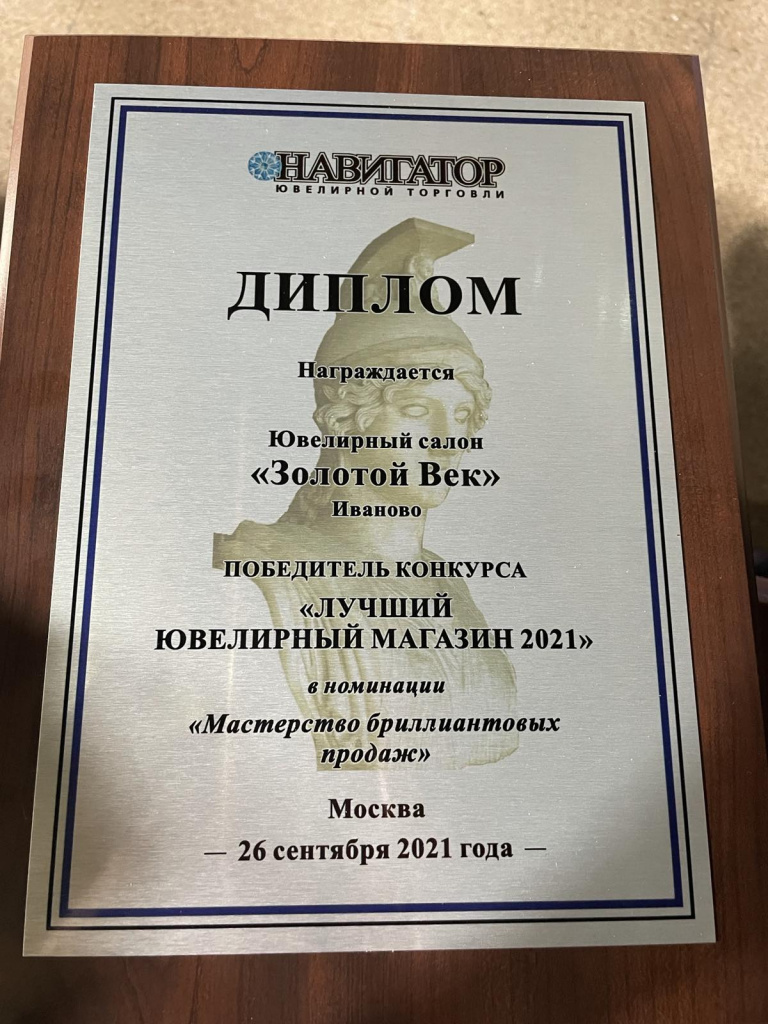 НАВИГАТОР
ЮВЕЛИРНОЙ ТОРГОВЛИ
ДИПЛОМ
Награждается
Ювелирный салон
«Золотой Век»
Иваново
ПОБЕДИТЕЛЬ КОНКУРСА
«ЛУЧШИЙ
ЮВЕЛИРНЫЙ МАГАЗИН 2021»
в номинации
«Мастерство бриллиантовых
продаж»
Москва
— 26 сентября 2021 года —